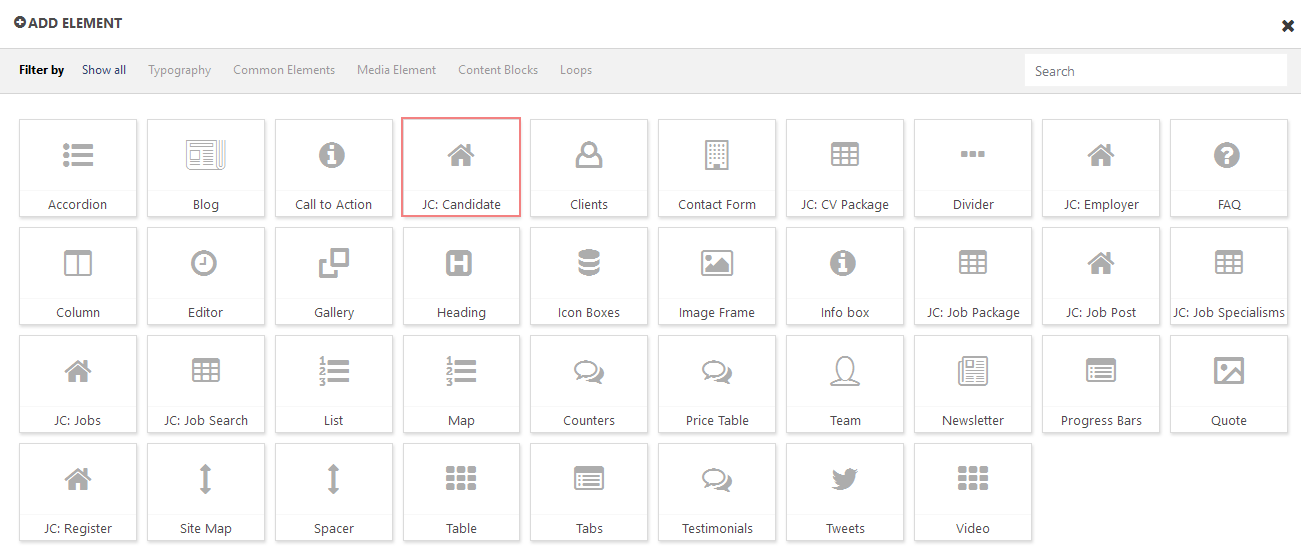 ADD ELEMENT
Filter by Show all Typography Common Elements Media Element Content Blocks Loops Search
Accordion Blog Call to Action JC: Candidate Clients Contact Form JC: CV Package Divider JC: Employer FAQ
Column Editor Gallery Heading Icon Boxes Image Frame Info box JC: Job Package JC: Job Post JC: Job Specialisms
JC: Jobs JC: Job Search List Map Counters Price Table Team Newsletter Progress Bars Quote
JC: Register Site Map Spacer Table Tabs Testimonials Tweets Video